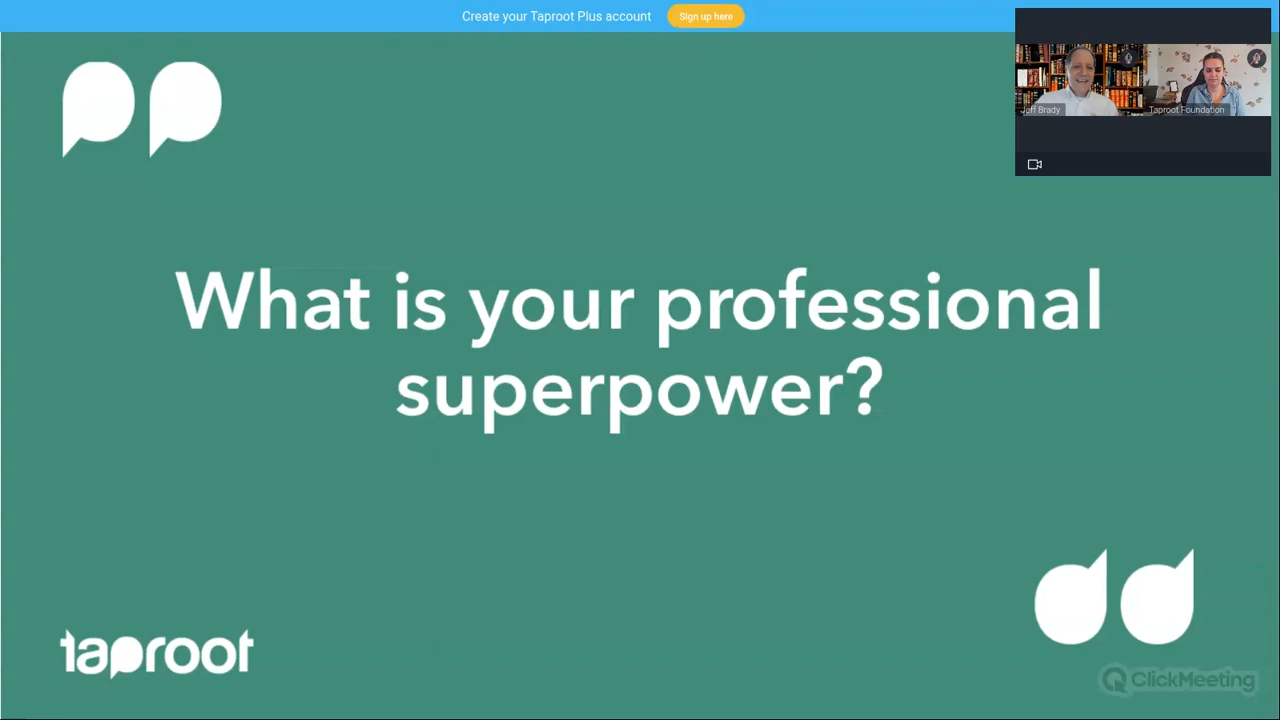 Create your Taproot Plus account
Sign up here
Jeff Brady
Taproot Foundation
What is your professional
superpower?
taproot
ClickMeeting